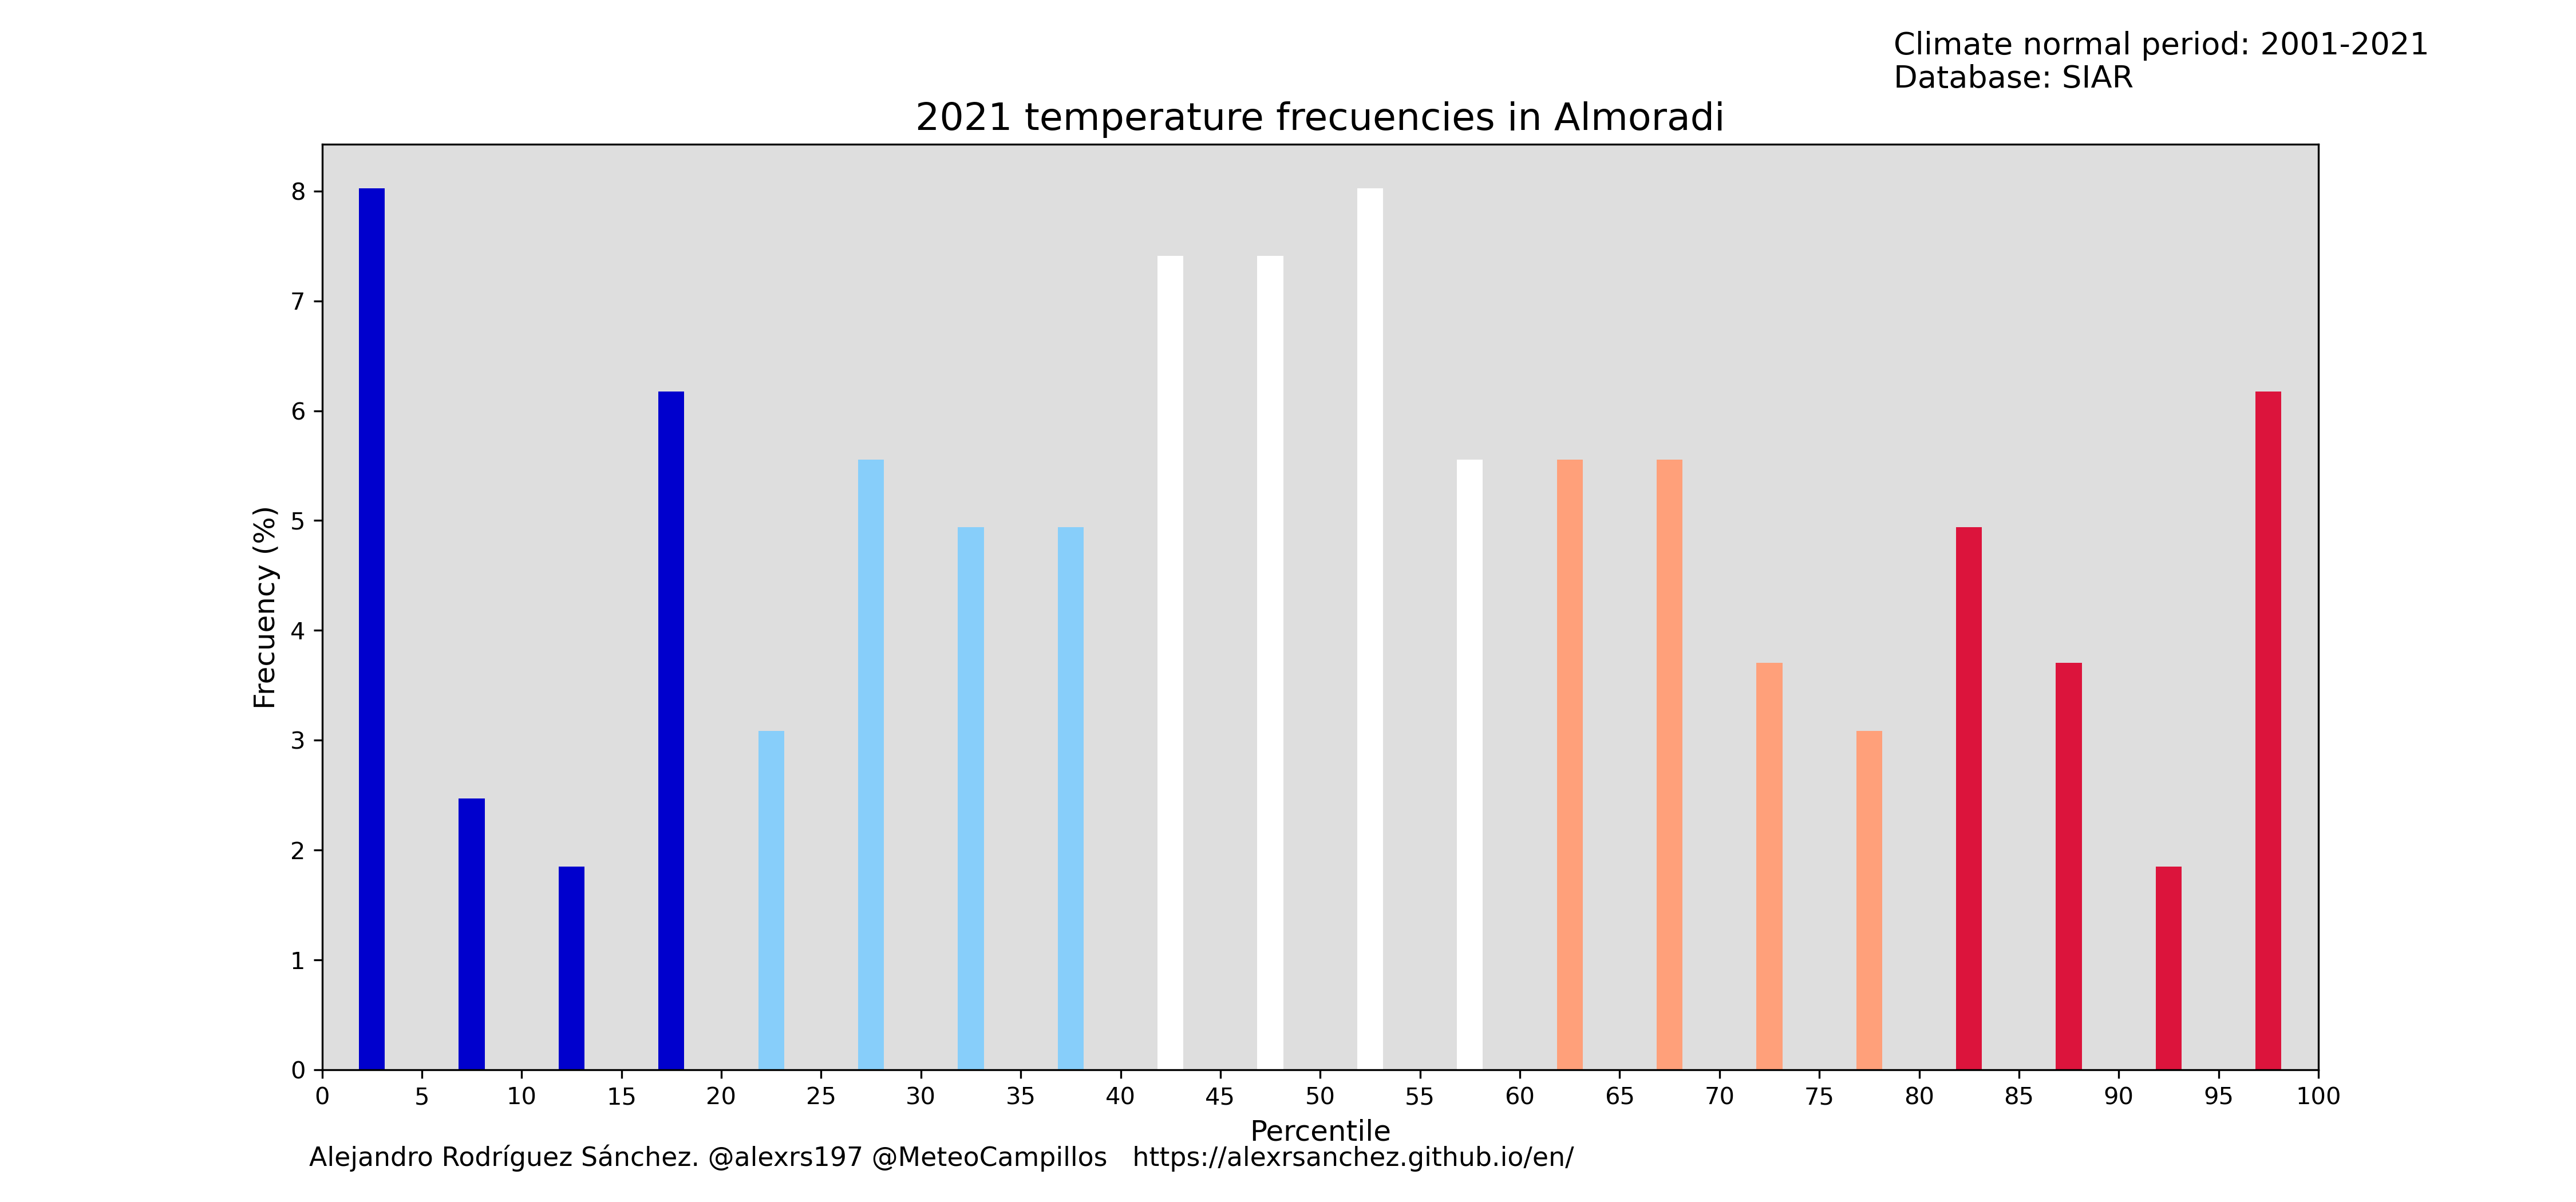 Climate normal period: 2001-2021
Database: SIAR
2021 temperature frecuencies in Almoradi
Frecuency (%)
8
7
6
5
4
3
2
1
0
0 5 10 15 20 25 30 35 40 45 50 55 60 65 70 75 80 85 90 95 100
Percentile
Alejandro Rodríguez Sánchez. @alexrs197 @MeteoCampillos https://alexrsanchez.github.io/en/